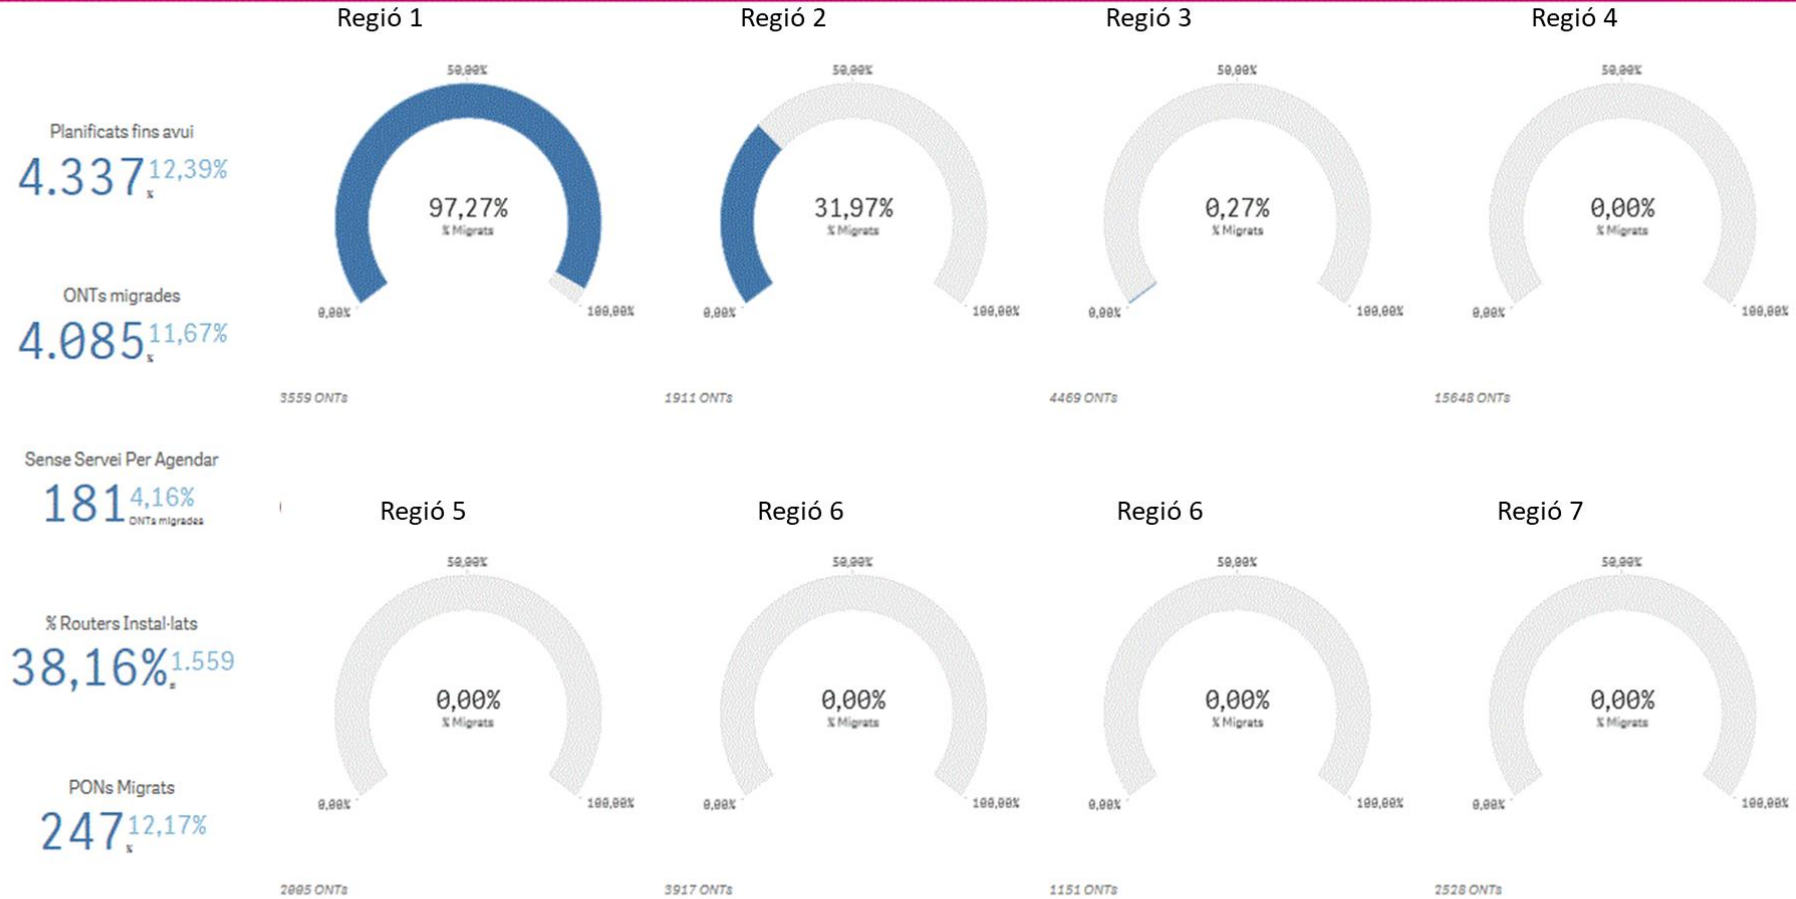 Regió 1
Regió 2
Regió 3
Regió 4
Planificats fins avui
4.337 12,39%
%
ONTs migrades
4.085 11,67%
%
Sense Servei Per Agendar
181 4,16%
ONTs migrades
% Routers Instal·lats
38,16% 1.559
#
PONs Migrats
247 12,17%
%
50,00%
97,27%
% Migrats
0,00%
100,00%
3559 ONTs
50,00%
31,97%
% Migrats
0,00%
100,00%
1911 ONTs
50,00%
0,27%
% Migrats
0,00%
100,00%
4469 ONTs
50,00%
0,00%
% Migrats
0,00%
100,00%
15648 ONTs
Regió 5
50,00%
0,00%
% Migrats
0,00%
100,00%
2005 ONTs
Regió 6
50,00%
0,00%
% Migrats
0,00%
100,00%
3917 ONTs
Regió 6
50,00%
0,00%
% Migrats
0,00%
100,00%
1151 ONTs
Regió 7
50,00%
0,00%
% Migrats
0,00%
100,00%
2528 ONTs